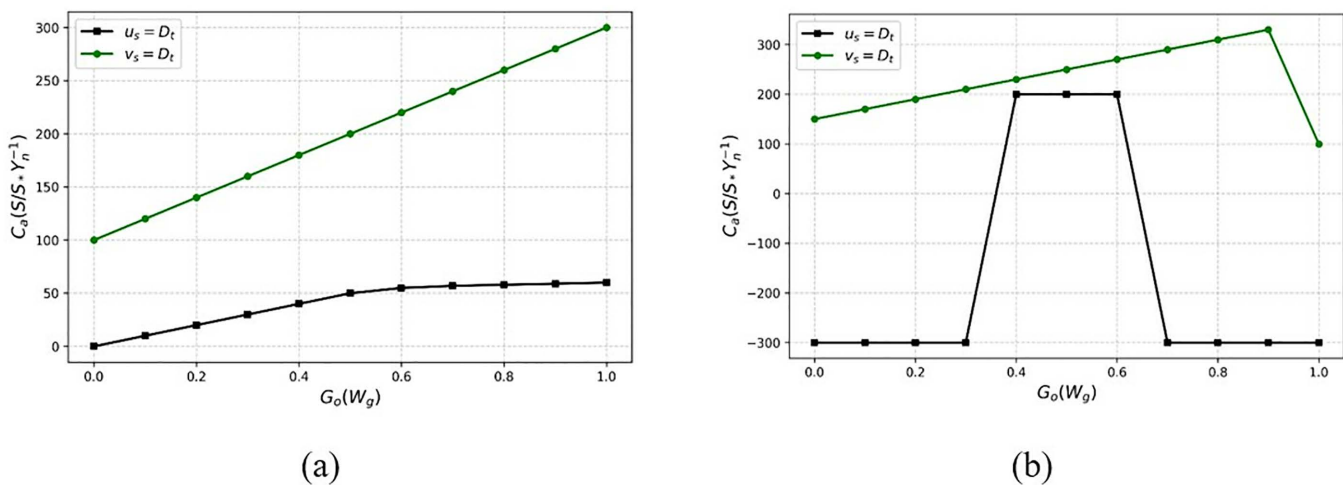 300
250
200
150
100
50
0
C_a(S/S* Y_n^{-1})
u_s = D_t
v_s = D_t
0.0 0.2 0.4 0.6 0.8 1.0
G_o(W_g)
(a)
300
200
100
0
−100
−200
−300
C_a(S/S* Y_n^{-1})
u_s = D_t
v_s = D_t
0.0 0.2 0.4 0.6 0.8 1.0
G_o(W_g)
(b)